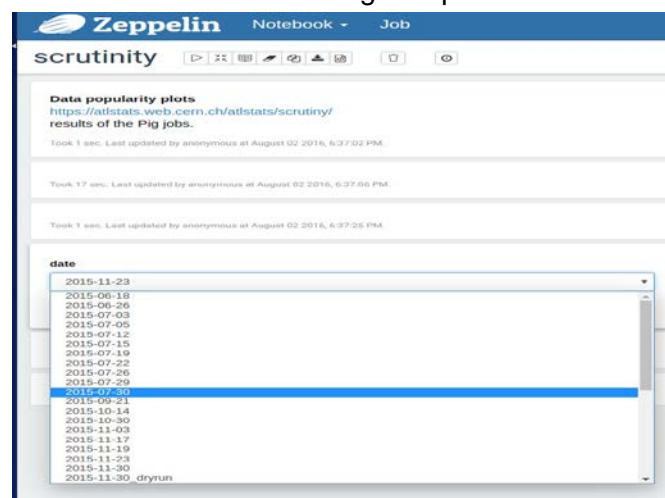 Zeppelin Notebook Job
scrutinity
Data popularity plots
https://atlstats.web.cern.ch/atlstats/scrutiny/
results of the Pig jobs.
Took 1 sec. Last updated by anonymous at August 02 2016, 6:37:02 PM.
Took 17 sec. Last updated by anonymous at August 02 2016, 6:37:06 PM.
Took 1 sec. Last updated by anonymous at August 02 2016, 6:37:25 PM.
date
2015-11-23
2015-06-18
2015-06-26
2015-07-03
2015-07-05
2015-07-12
2015-07-15
2015-07-19
2015-07-22
2015-07-26
2015-07-29
2015-07-30
2015-09-21
2015-10-14
2015-10-30
2015-11-03
2015-11-17
2015-11-19
2015-11-23
2015-11-30
2015-11-30_dryrun